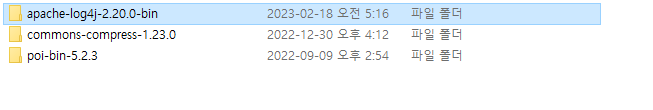 apache-log4j-2.20.0-bin 2023-02-18 오전 5:16 파일 폴더
commons-compress-1.23.0 2022-12-30 오후 4:12 파일 폴더
poi-bin-5.2.3 2022-09-09 오후 2:54 파일 폴더